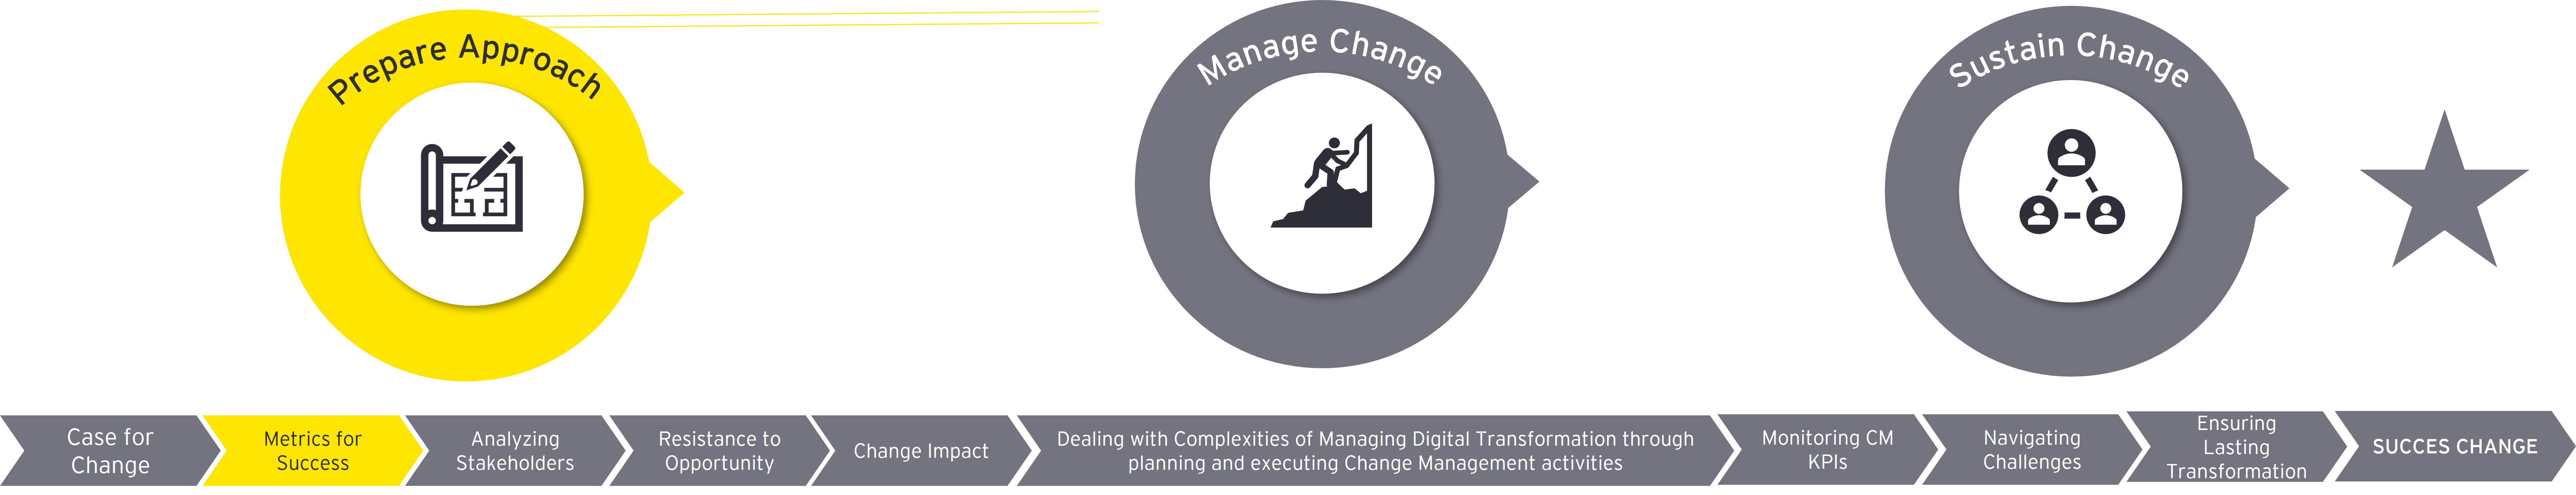 Prepare Approach
Manage Change
Sustain Change
Case for
Change
Metrics for
Success
Analyzing
Stakeholders
Resistance to
Opportunity
Change Impact
Dealing with Complexities of Managing Digital Transformation through
planning and executing Change Management activities
Monitoring CM
KPIs
Navigating
Challenges
Ensuring
Lasting
Transformation
SUCCES CHANGE